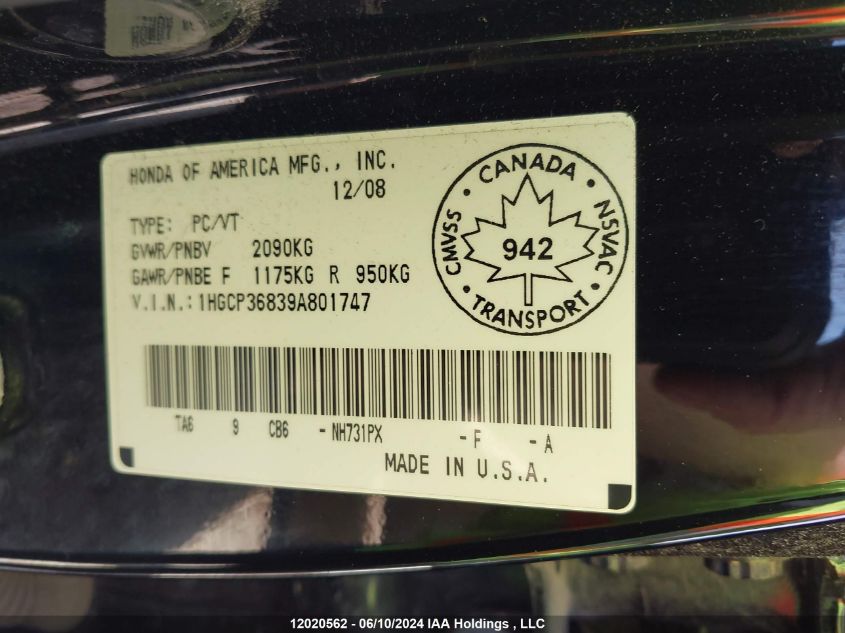 HONDA OF AMERICA MFG., INC.
12/08
TYPE: PC/VT
GVWR/PNBV 2090KG
GAWR/PNBE F 1175KG R 950KG
V.I.N.:1HGCP36839A801747
• CANADA •
CMVSS
942
NSVAC
• TRANSPORT •
TA6 9 CB6 - NH731PX - F - A
MADE IN U.S.A.
12020562 - 06/10/2024 IAA Holdings , LLC